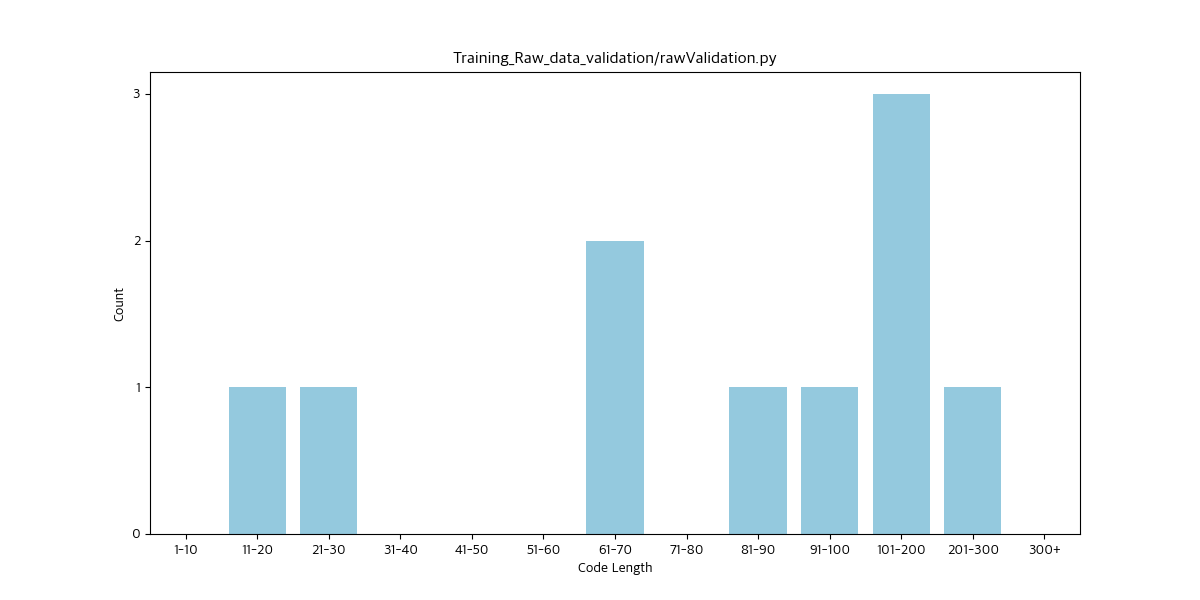 Training_Raw_data_validation/rawValidation.py
3
2
1
0
Count
1-10 11-20 21-30 31-40 41-50 51-60 61-70 71-80 81-90 91-100 101-200 201-300 300+
Code Length